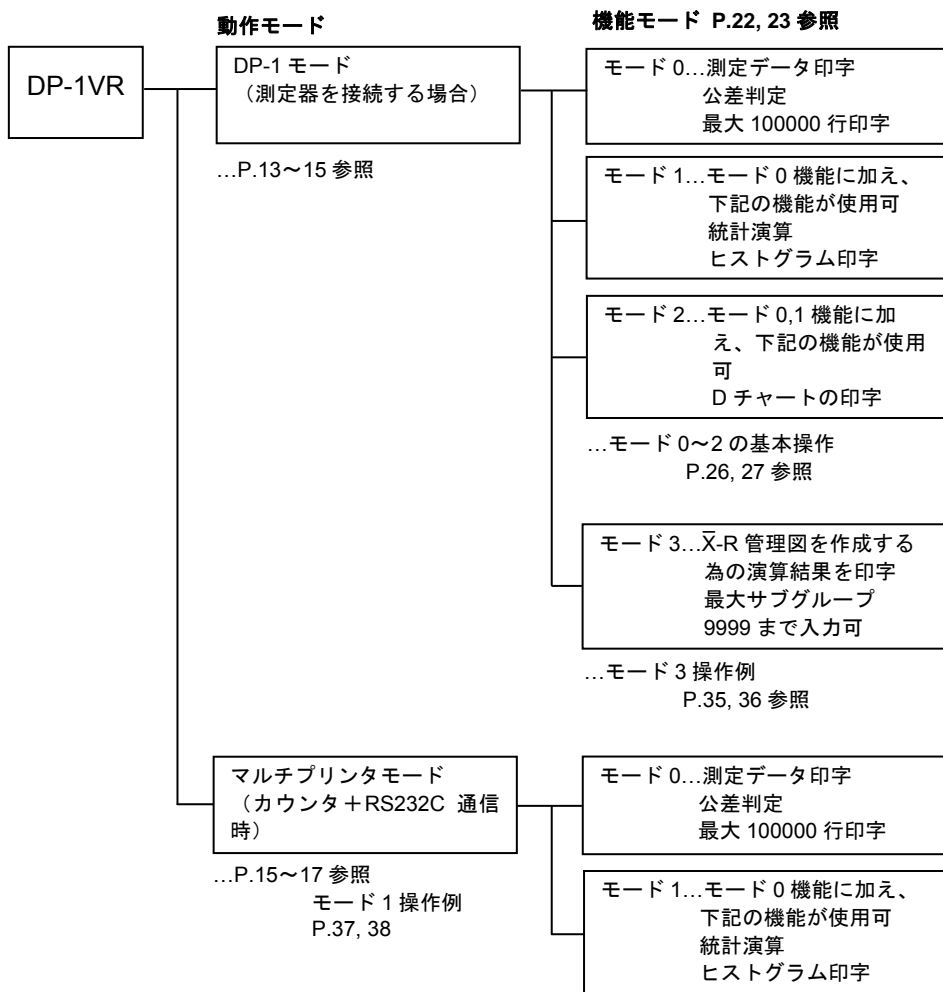 動作モード
機能モード P.22, 23 参照
DP-1VR
DP-1 モード
（測定器を接続する場合）
…P.13～15 参照
モード 0…測定データ印字
公差判定
最大 100000 行印字
モード 1…モード 0 機能に加え、
下記の機能が使用可
統計演算
ヒストグラム印字
モード 2…モード 0,1 機能に加
え、下記の機能が使用
可
D チャートの印字
…モード 0～2 の基本操作
P.26, 27 参照
モード 3…X̅-R 管理図を作成する
為の演算結果を印字
最大サブグループ
9999 まで入力可
…モード 3 操作例
P.35, 36 参照
マルチプリンタモード
（カウンタ＋RS232C 通信
時）
…P.15～17 参照
モード 1 操作例
P.37, 38
モード 0…測定データ印字
公差判定
最大 100000 行印字
モード 1…モード 0 機能に加え、
下記の機能が使用可
統計演算
ヒストグラム印字